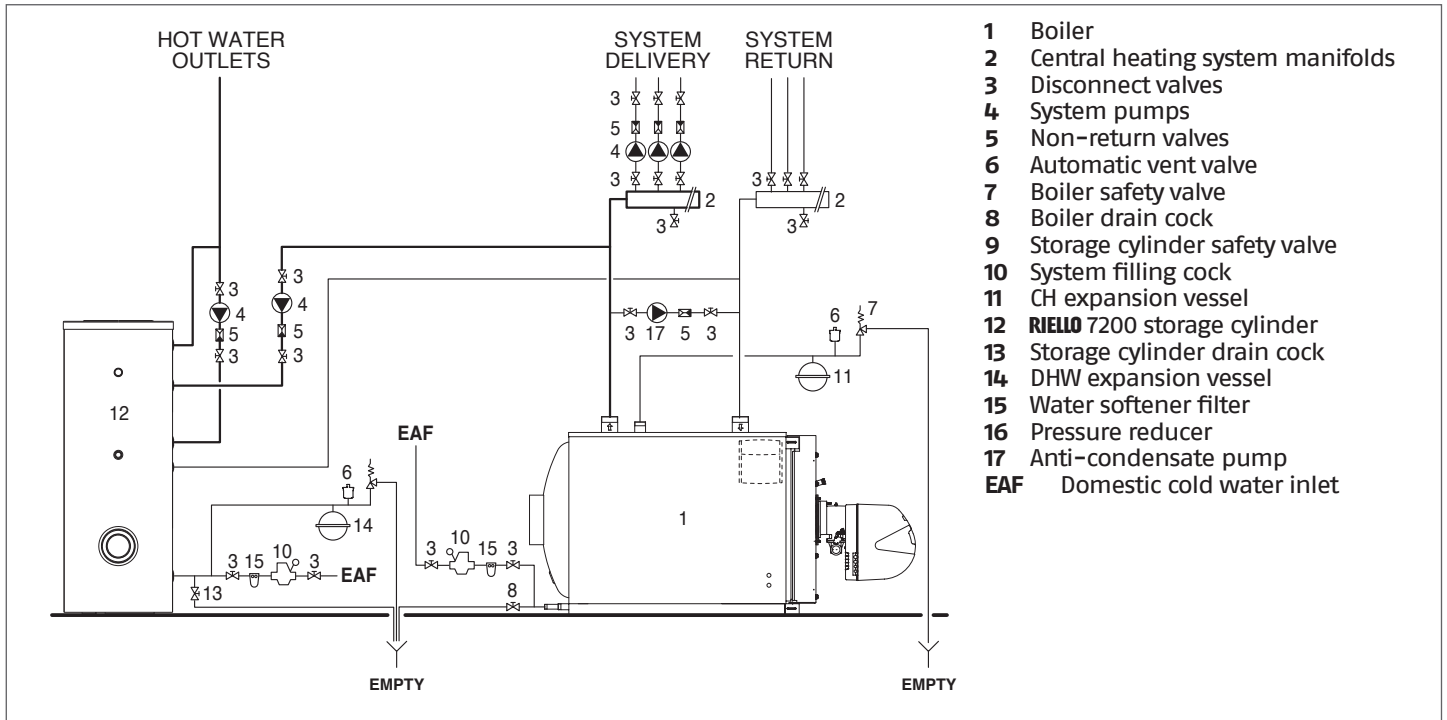 HOT WATER
OUTLETS
SYSTEM
DELIVERY
SYSTEM
RETURN
3
5
4
3
2
3
3
2
3
3
4
5
3
3
4
5
3
3 17 5 3
6
7
11
12
EAF
6
14
3 15 10 3
EAF
13
3 10 15 3
8
1
EMPTY
EMPTY
1 Boiler
2 Central heating system manifolds
3 Disconnect valves
4 System pumps
5 Non-return valves
6 Automatic vent valve
7 Boiler safety valve
8 Boiler drain cock
9 Storage cylinder safety valve
10 System filling cock
11 CH expansion vessel
12 RIELLO 7200 storage cylinder
13 Storage cylinder drain cock
14 DHW expansion vessel
15 Water softener filter
16 Pressure reducer
17 Anti-condensate pump
EAF Domestic cold water inlet